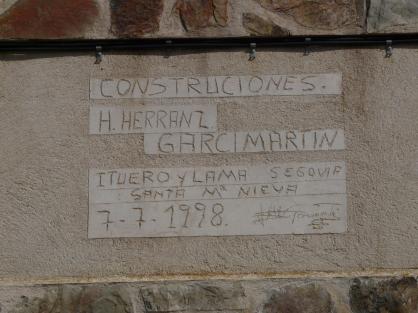 CONSTRUCIONES.
H. HERRANZ
GARCIMARTIN
ITUERO Y LAMA SEGOVIA
SANTA Mª NIEVA
7-7-1998.